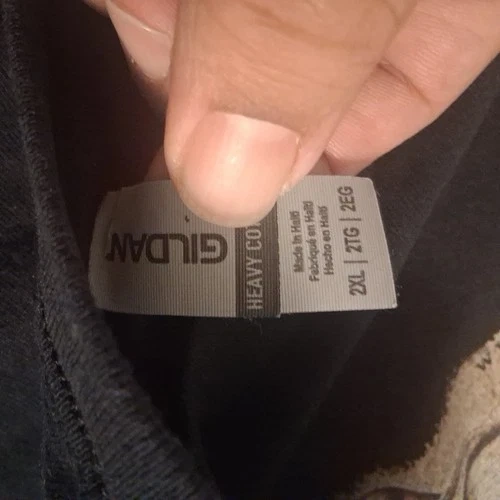 GILDAN
HEAVY CO
Made in Haiti
Fabriqué en Haïti
Hecho en Haití
2XL | 2TG | 2EG